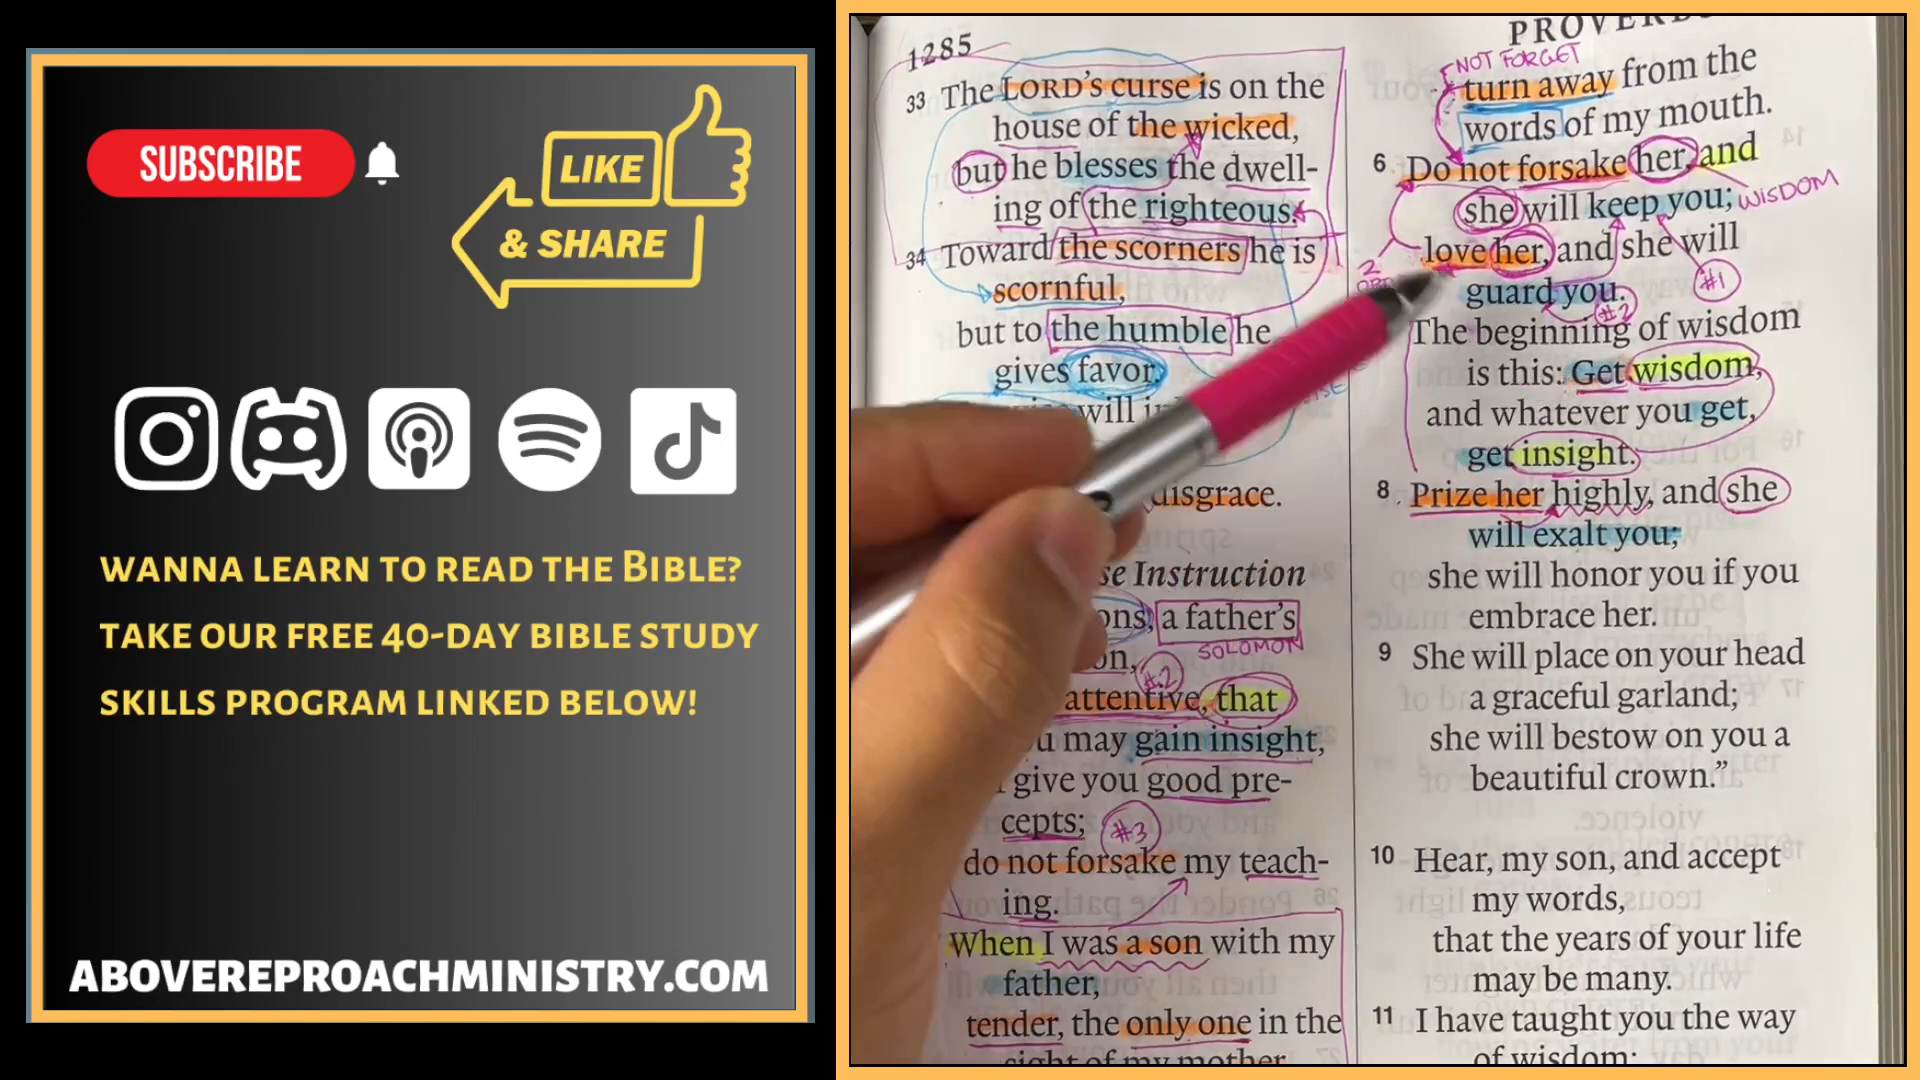 SUBSCRIBE
LIKE
& SHARE
WANNA LEARN TO READ THE BIBLE?
TAKE OUR FREE 40-DAY BIBLE STUDY
SKILLS PROGRAM LINKED BELOW!
ABOVEREPROACHMINISTRY.COM
1285
33 The LORD'S curse is on the
house of the wicked,
but he blesses the dwell-
ing of the righteous.
34 Toward the scorners he is
scornful,
but to the humble he
gives favor.
will
disgrace.
Instruction
a father's
SOLOMON
#2
attentive, that
may gain insight,
give you good pre-
cepts;
#3
do not forsake my teach-
ing.
When I was a son with my
father,
tender, the only one in the
sight of my mother
PROVERBS
NOT FORGET
turn away from the
words of my mouth.
6 Do not forsake her, and
she will keep you;
WISDOM
love her, and she will
#1
guard you.
#2
The beginning of wisdom
is this: Get wisdom,
and whatever you get,
get insight.
8 Prize her highly, and she
will exalt you;
she will honor you if you
embrace her.
9 She will place on your head
a graceful garland;
she will bestow on you a
beautiful crown.”
10 Hear, my son, and accept
my words,
that the years of your life
may be many.
11 I have taught you the way
of wisdom;